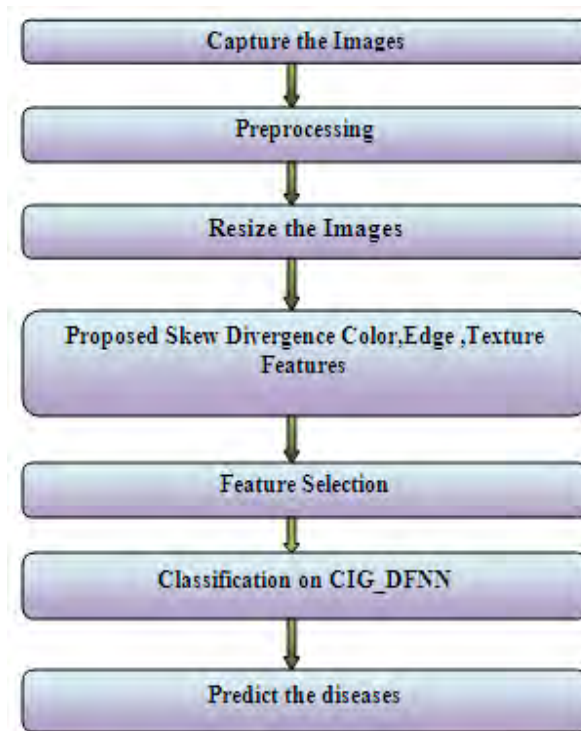 Capture the Images
Preprocessing
Resize the Images
Proposed Skew Divergence Color,Edge ,Texture
Features
Feature Selection
Classification on CIG_DFNN
Predict the diseases